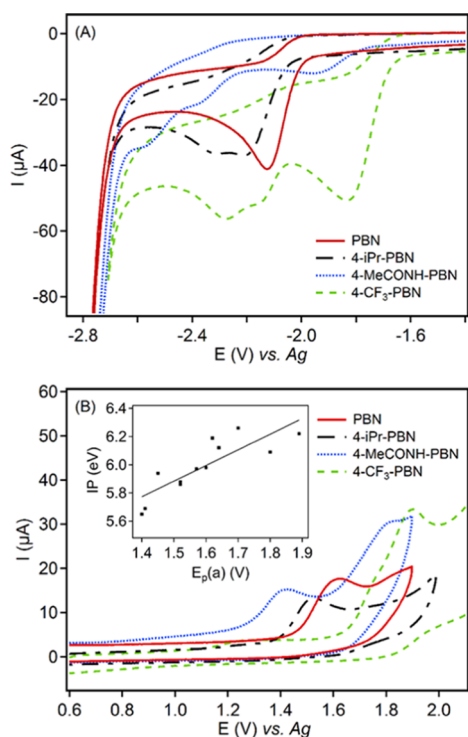 (A)
0
-20
-40
-60
-80
I (µA)
PBN
4-iPr-PBN
4-MeCONH-PBN
4-CF₃-PBN
-2.8 -2.4 -2.0 -1.6
E (V) vs. Ag
(B)
60
50
40
30
20
10
0
I (µA)
6.4
6.2
6.0
5.8
5.6
IP (eV)
1.4 1.5 1.6 1.7 1.8 1.9
Eₚ(a) (V)
PBN
4-iPr-PBN
4-MeCONH-PBN
4-CF₃-PBN
0.6 0.8 1.0 1.2 1.4 1.6 1.8 2.0
E (V) vs. Ag